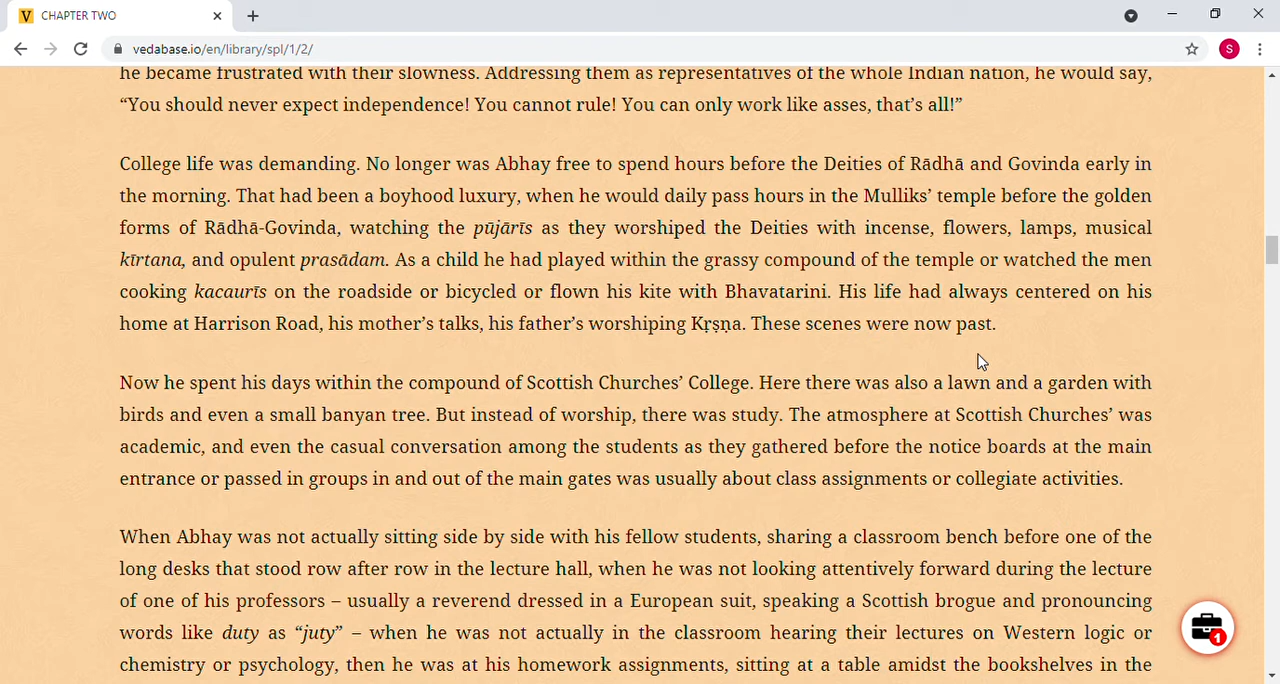 CHAPTER TWO
vedabase.io/en/library/spl/1/2/
S
he became frustrated with their slowness. Addressing them as representatives of the whole Indian nation, he would say,
“You should never expect independence! You cannot rule! You can only work like asses, that’s all!”
College life was demanding. No longer was Abhay free to spend hours before the Deities of Rādhā and Govinda early in
the morning. That had been a boyhood luxury, when he would daily pass hours in the Mulliks’ temple before the golden
forms of Rādhā-Govinda, watching the pūjārīs as they worshiped the Deities with incense, flowers, lamps, musical
kīrtana, and opulent prasādam. As a child he had played within the grassy compound of the temple or watched the men
cooking kacaurīs on the roadside or bicycled or flown his kite with Bhavatarini. His life had always centered on his
home at Harrison Road, his mother’s talks, his father’s worshiping Kṛṣṇa. These scenes were now past.
Now he spent his days within the compound of Scottish Churches’ College. Here there was also a lawn and a garden with
birds and even a small banyan tree. But instead of worship, there was study. The atmosphere at Scottish Churches’ was
academic, and even the casual conversation among the students as they gathered before the notice boards at the main
entrance or passed in groups in and out of the main gates was usually about class assignments or collegiate activities.
When Abhay was not actually sitting side by side with his fellow students, sharing a classroom bench before one of the
long desks that stood row after row in the lecture hall, when he was not looking attentively forward during the lecture
of one of his professors – usually a reverend dressed in a European suit, speaking a Scottish brogue and pronouncing
words like duty as “juty” – when he was not actually in the classroom hearing their lectures on Western logic or
chemistry or psychology, then he was at his homework assignments, sitting at a table amidst the bookshelves in the
1